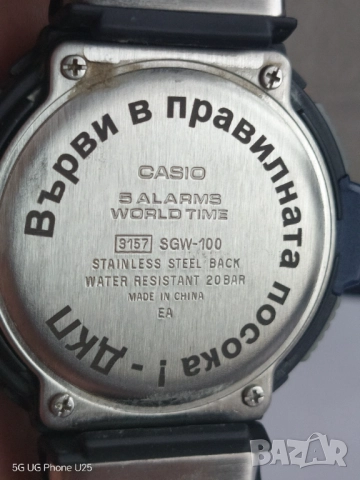 Върви в правилната посока! - ДКП
CASIO
5 ALARMS
WORLD TIME
3157 SGW-100
STAINLESS STEEL BACK
WATER RESISTANT 20BAR
MADE IN CHINA
EA
5G UG Phone U25
BAZAR